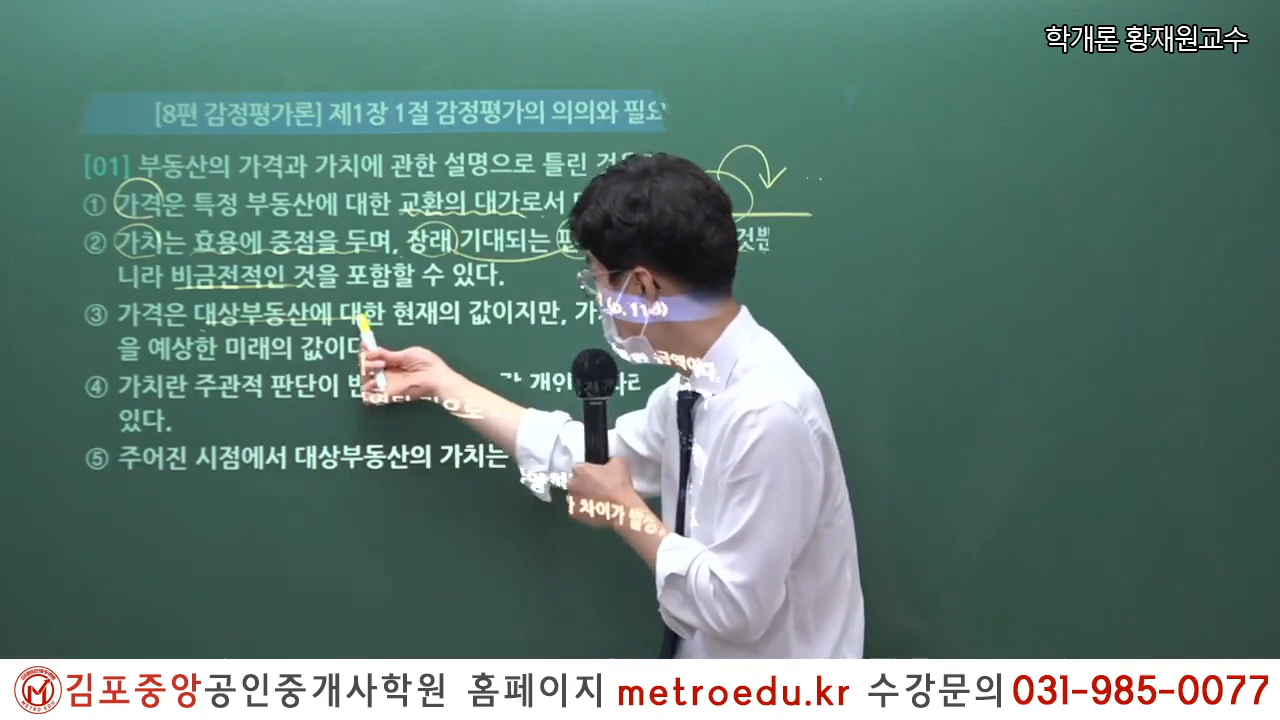 학개론 황재원교수
[8편 감정평가론] 제1장 1절 감정평가의 의의와
[01] 부동산의 가격과 가치에 관한 설명으로 틀린
① 가격은 특정 부동산에 대한 교환의 대가로서
② 가치는 효용에 중점을 두며, 장래 기대되는
니라 비금전적인 것을 포함할 수 있다.
③ 가격은 대상부동산에 대한 현재의 값이지만,
을 예상한 미래의 값이다
④ 가치란 주관적 판단이
있다.
⑤ 주어진 시점에서 대상부동산의 가치는
차이가
METRO EDU
김포중앙공인중개사학원 홈페이지 metroedu.kr 수강문의 031-985-0077